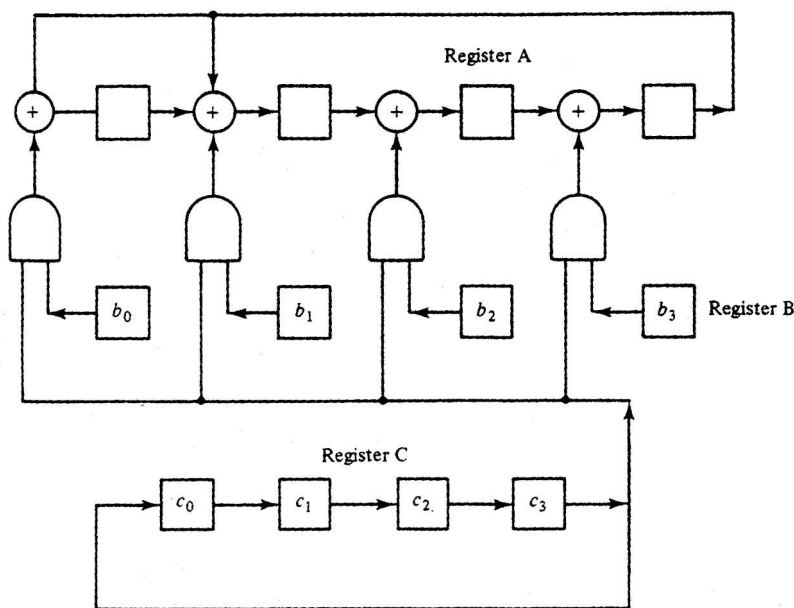 Register A
+ + + +
b₀ b₁ b₂ b₃ Register B
Register C
c₀ c₁ c₂. c₃